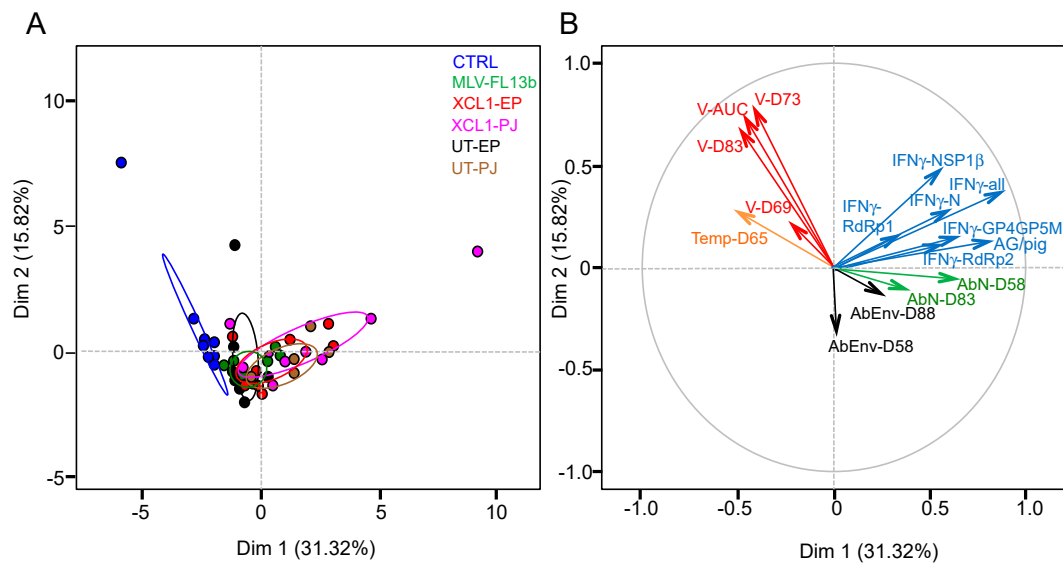 A
CTRL
MLV-FL13b
XCL1-EP
XCL1-PJ
UT-EP
UT-PJ
Dim 2 (15.82%)
10
5
0
-5
-5
0
5
10
Dim 1 (31.32%)
B
Dim 2 (15.82%)
1.0
0.5
0
-0.5
-1.0
V-D73
V-AUC
V-D83
V-D69
Temp-D65
IFNγ-NSP1β
IFNγ-all
IFNγ-N
IFNγ-
RdRp1
IFNγ-GP4GP5M
AG/pig
IFNγ-RdRp2
AbN-D58
AbN-D83
AbEnv-D88
AbEnv-D58
-1.0
-0.5
0.0
0.5
1.0
Dim 1 (31.32%)